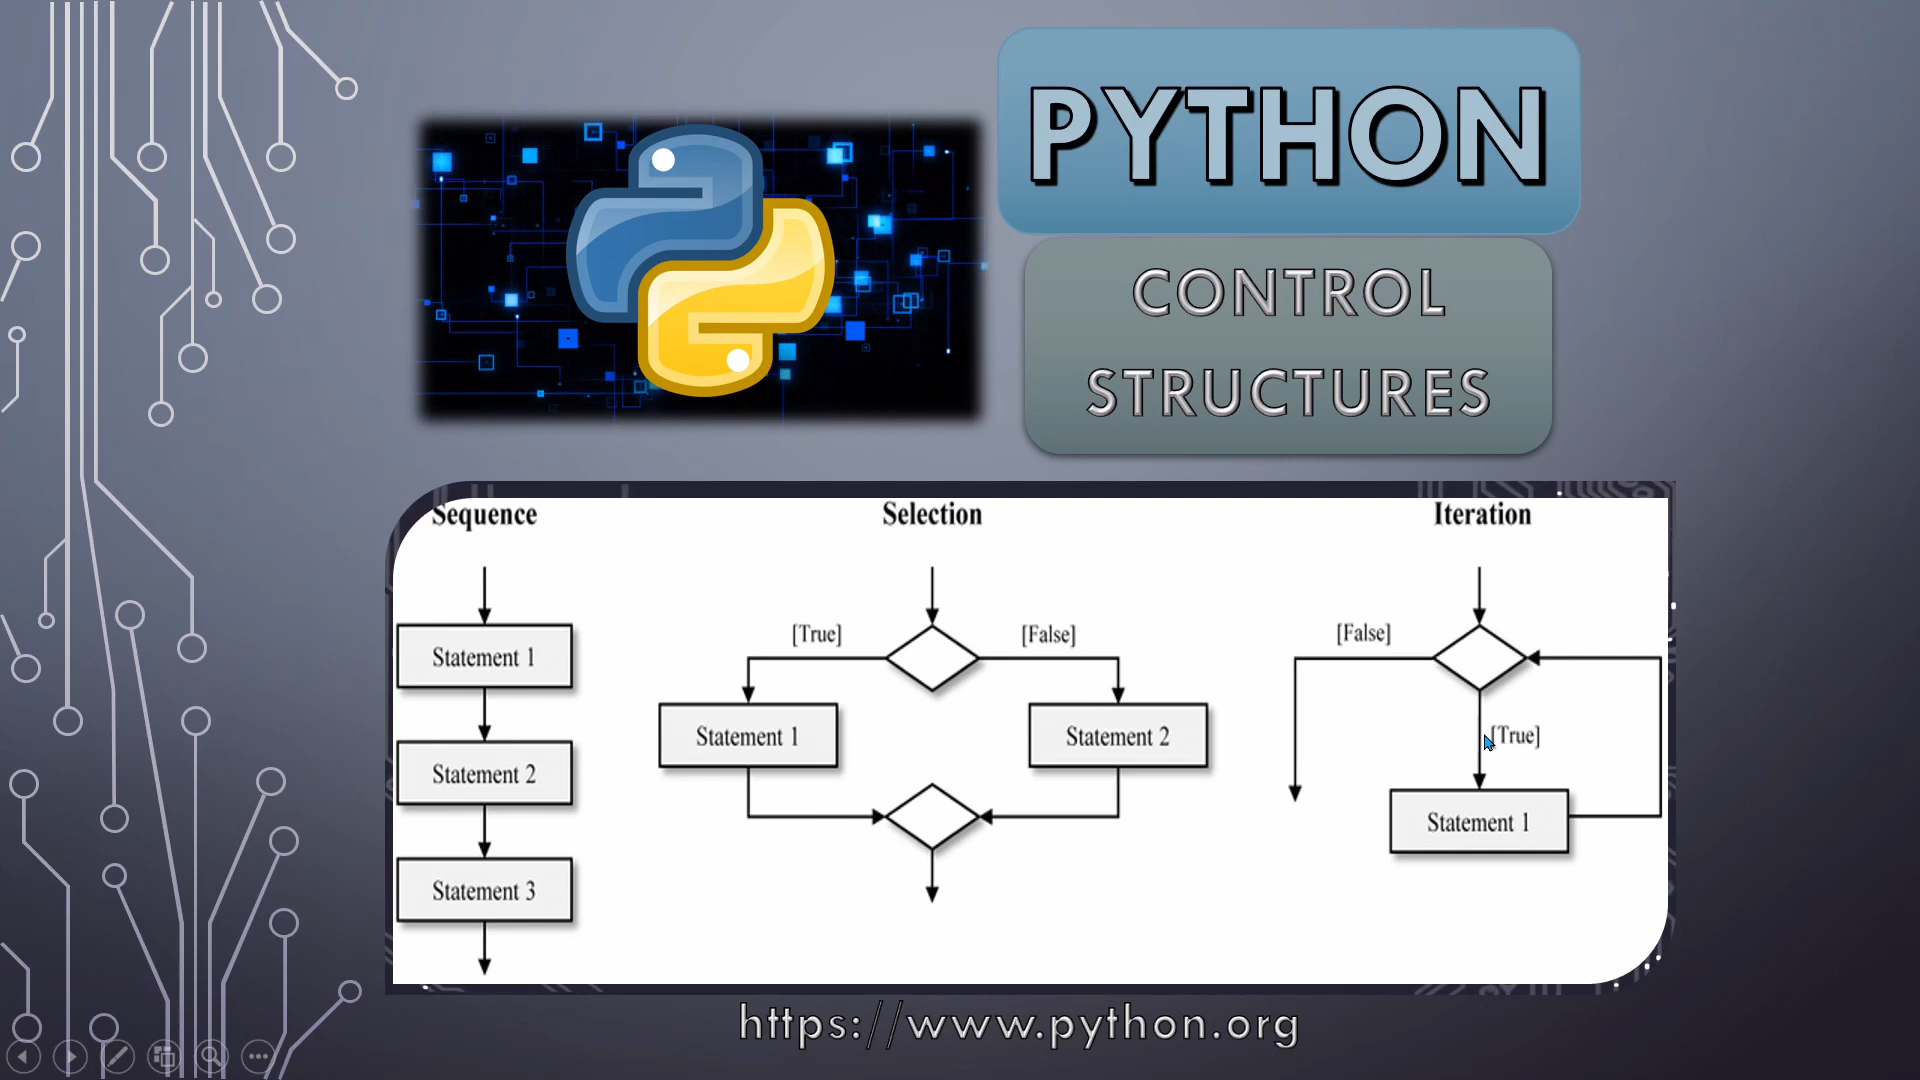 PYTHON
CONTROL
STRUCTURES
Sequence
Statement 1
Statement 2
Statement 3
Selection
[True]
[False]
Statement 1
Statement 2
Iteration
[False]
[True]
Statement 1
https://www.python.org